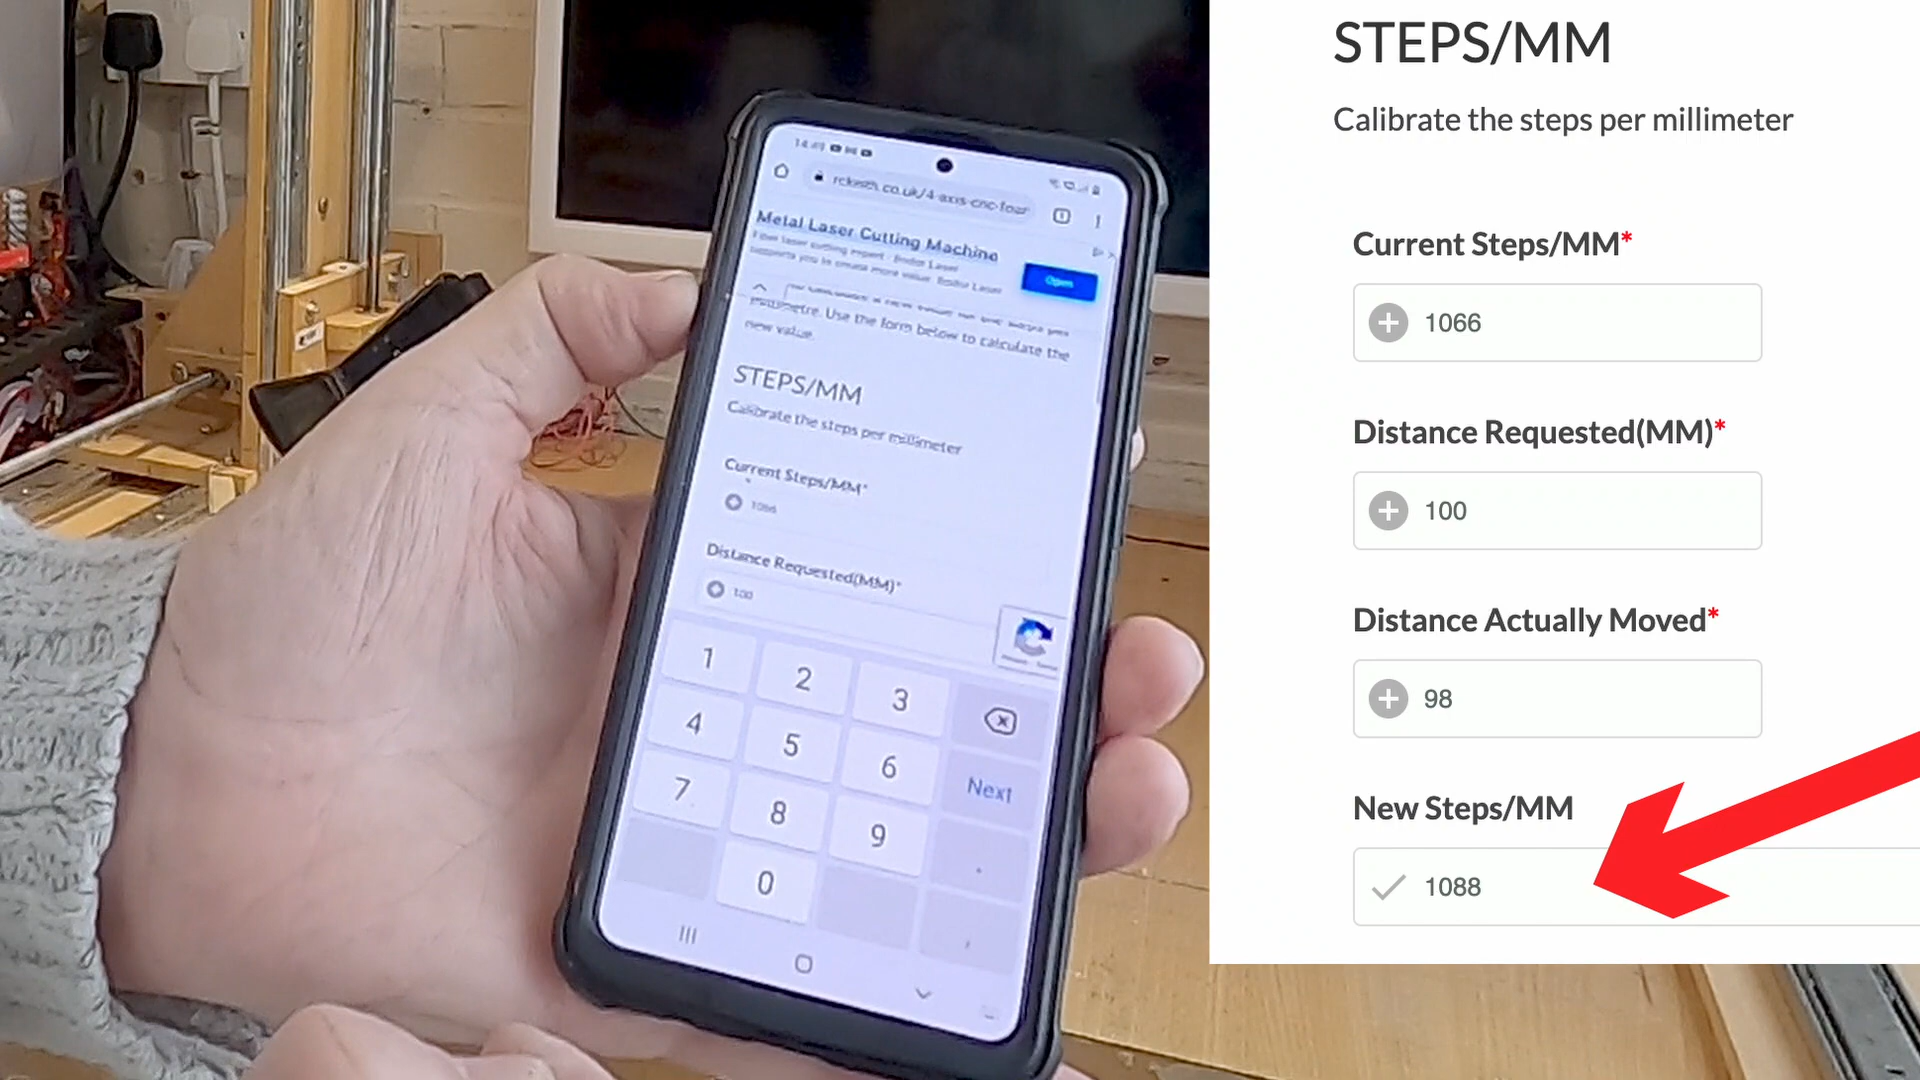 14:49
rckeith.co.uk/4-axis-cnc-four
Metal Laser Cutting Machine
Fiber laser cutting expert - Bodor Laser
supports you to create more value. Bodor Laser
Open
millimetre. Use the form below to calculate the
new value.
STEPS/MM
Calibrate the steps per millimeter
Current Steps/MM*
1066
Distance Requested(MM)*
100
1
2
3
4
5
6
Next
7
8
9
.
0
,
STEPS/MM
Calibrate the steps per millimeter
Current Steps/MM*
1066
Distance Requested(MM)*
100
Distance Actually Moved*
98
New Steps/MM
1088